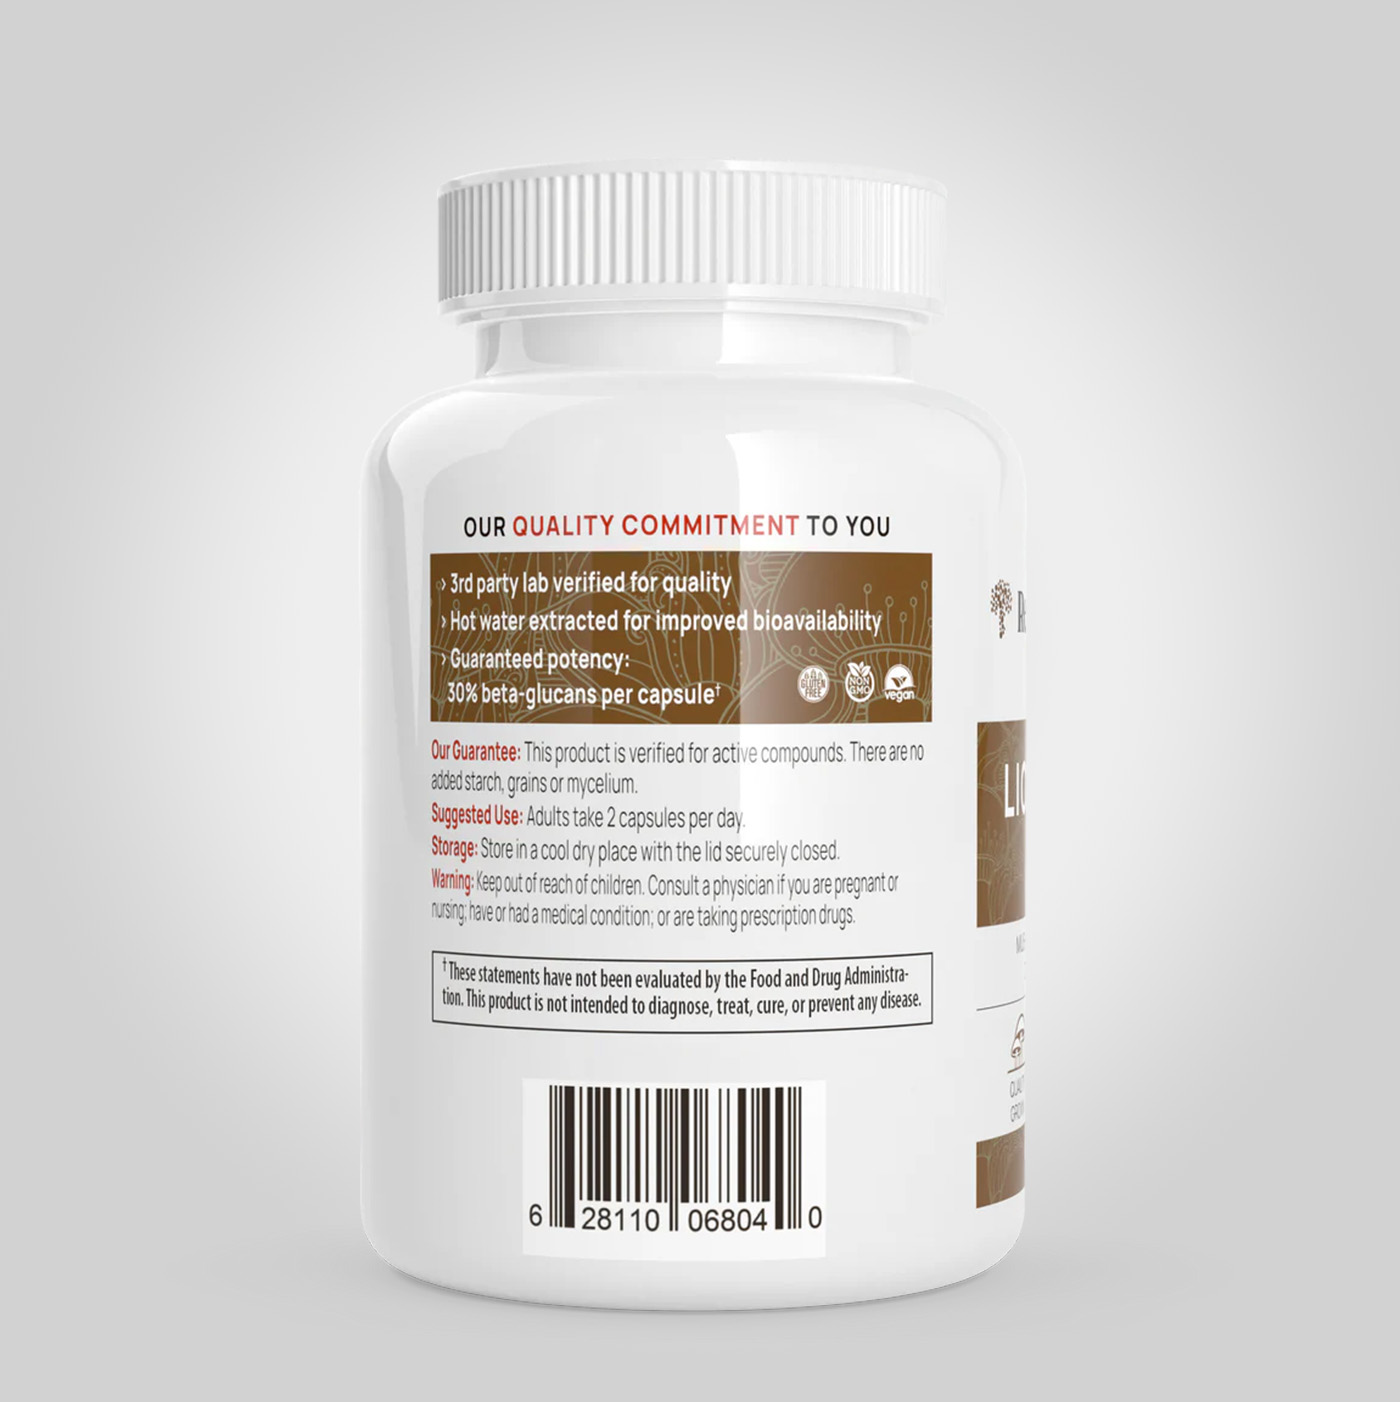 OUR QUALITY COMMITMENT TO YOU
› 3rd party lab verified for quality
› Hot water extracted for improved bioavailability
› Guaranteed potency:
30% beta-glucans per capsule†
GLUTEN
FREE
NON
GMO
vegan
Our Guarantee: This product is verified for active compounds. There are no
added starch, grains or mycelium.
Suggested Use: Adults take 2 capsules per day.
Storage: Store in a cool dry place with the lid securely closed.
Warning: Keep out of reach of children. Consult a physician if you are pregnant or
nursing; have or had a medical condition; or are taking prescription drugs.
† These statements have not been evaluated by the Food and Drug Administra-
tion. This product is not intended to diagnose, treat, cure, or prevent any disease.
6 28110 06804 0